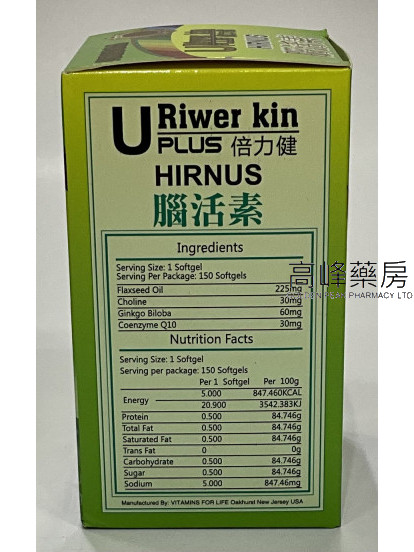 HIRNUS
U Riwer kin
PLUS 倍力健
HIRNUS
腦活素
Ingredients
Serving Size: 1 Softgel
Serving Per Package: 150 Softgels
Flaxseed Oil 225mg
Choline 30mg
Ginkgo Biloba 60mg
Coenzyme Q10 30mg
高峰藥房
PHARMACY LTD
Nutrition Facts
Serving Size: 1 Softgel
Serving per package: 150 Softgels
Per 1 Softgel Per 100g
Energy 5.000 847.460KCAL
20.900 3542.383KJ
Protein 0.500 84.746g
Total Fat 0.500 84.746g
Saturated Fat 0.500 84.746g
Trans Fat 0 0g
Carbohydrate 0.500 84.746g
Sugar 0.500 84.746g
Sodium 5.000 847.46mg
Manufactured By: VITAMINS FOR LIFE Oakhurst New Jersey USA